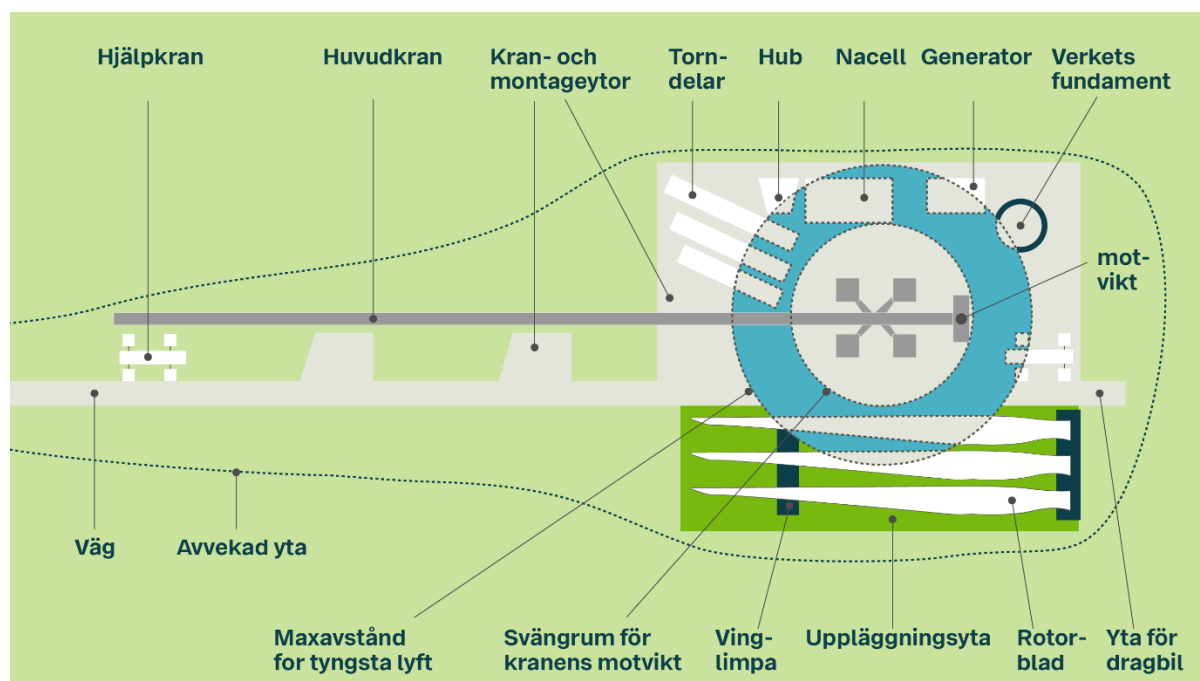 Hjälpkran
Huvudkran
Kran- och
montageytor
Torn-
delar
Hub
Nacell
Generator
Verkets
fundament
mot-
vikt
Väg
Avvekad yta
Maxavstånd
for tyngsta lyft
Svängrum för
kranens motvikt
Ving-
limpa
Uppläggningsyta
Rotor-
blad
Yta för
dragbil